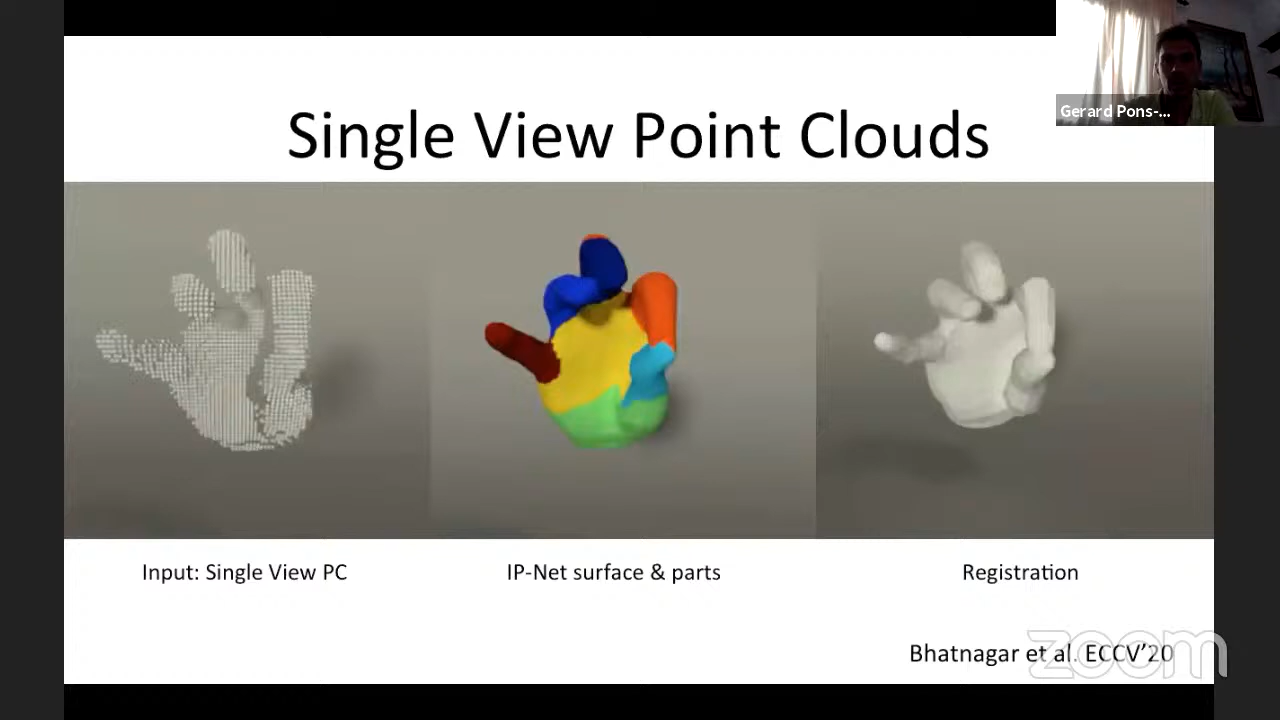 Single View Point Clouds
Gerard Pons-...
Input: Single View PC
IP-Net surface & parts
Registration
Bhatnagar et al. ECCV'20
zoom